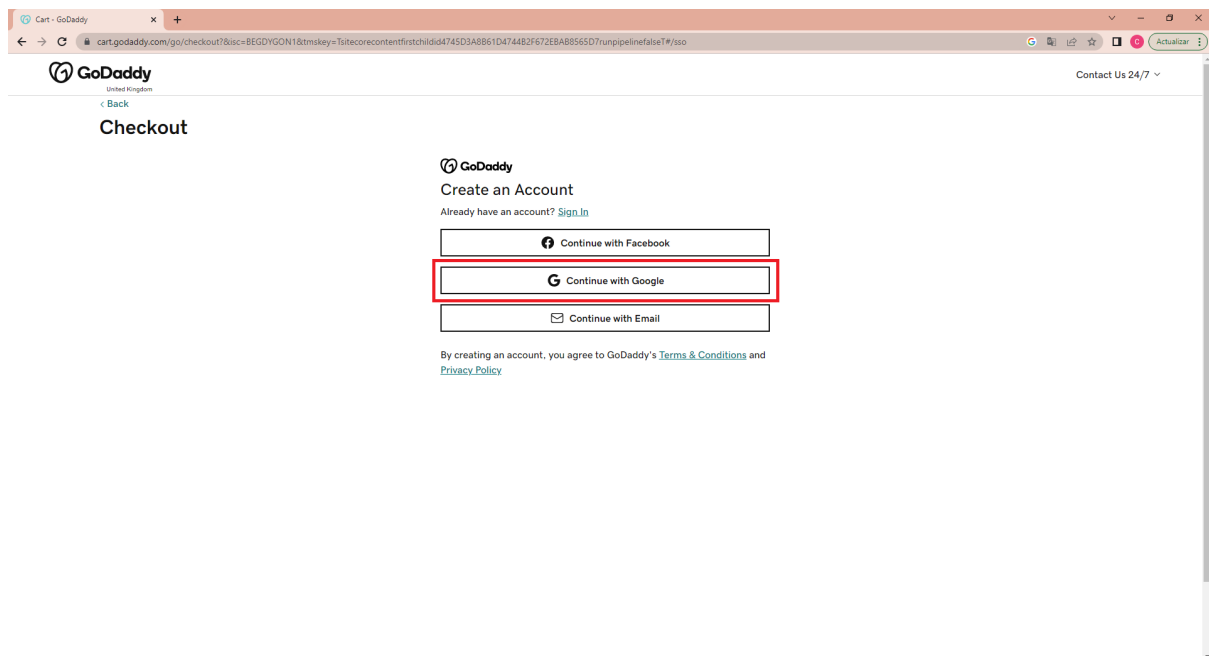 Cart - GoDaddy
cart.godaddy.com/go/checkout?&isc=BEGDYGON1&tmskey=Tsitecorecontentfirstchildid4745D3A8861D4744B2F672EBAB8565D7runpipelinefalseT#/sso
C
Actualizar
GoDaddy
United Kingdom
Contact Us 24/7
< Back
Checkout
GoDaddy
Create an Account
Already have an account? Sign In
Continue with Facebook
Continue with Google
Continue with Email
By creating an account, you agree to GoDaddy's Terms & Conditions and
Privacy Policy